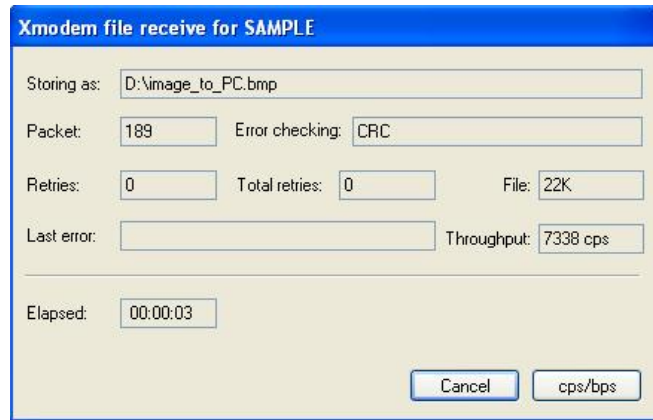 Xmodem file receive for SAMPLE
Storing as: D:\image_to_PC.bmp
Packet: 189 Error checking: CRC
Retries: 0 Total retries: 0 File: 22K
Last error: Throughput: 7338 cps
Elapsed: 00:00:03
Cancel cps/bps